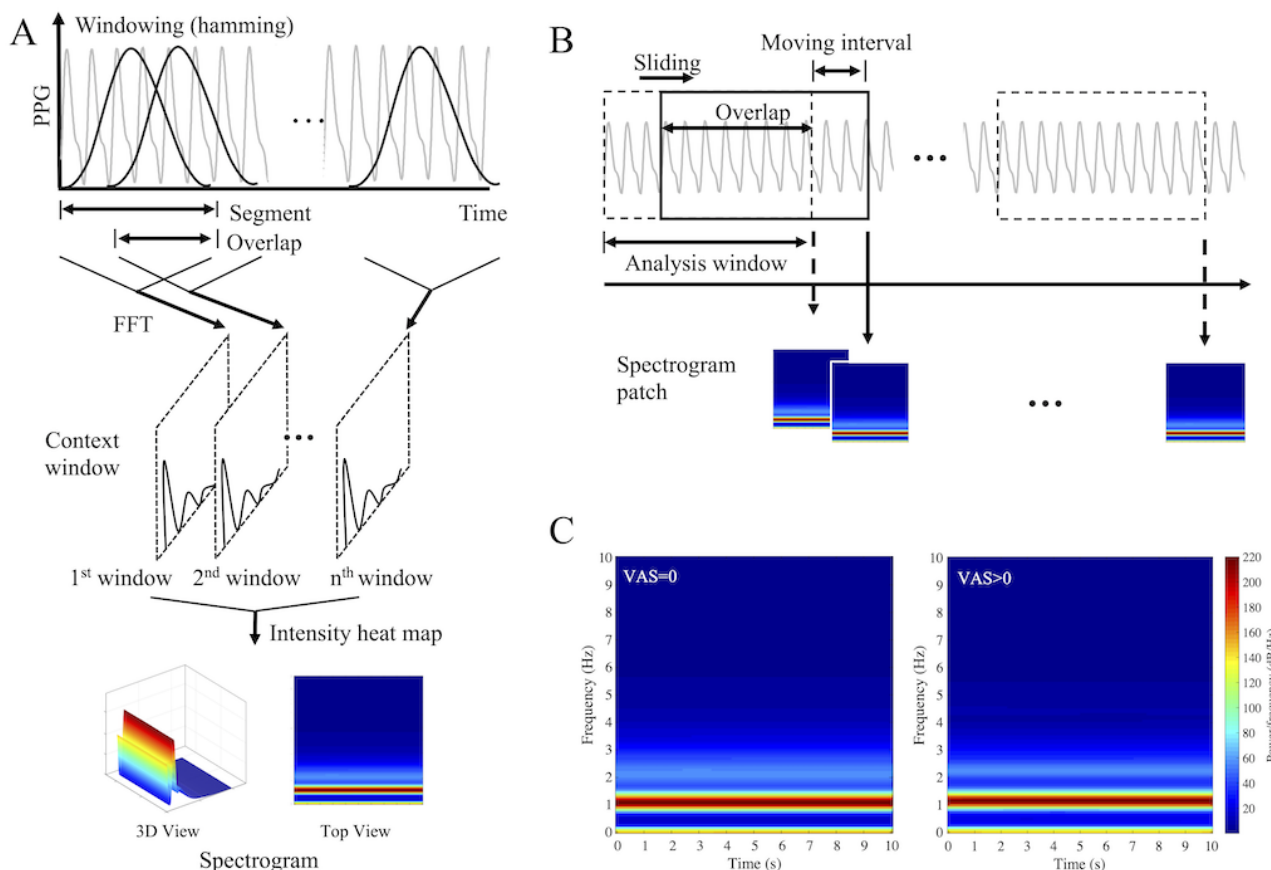 A
Windowing (hamming)
PPG
Segment
Time
Overlap
FFT
Context
window
1st window 2nd window nth window
Intensity heat map
3D View
Top View
Spectrogram
B
Moving interval
Sliding
Overlap
Analysis window
Spectrogram
patch
C
VAS=0
10
9
8
7
6
5
4
3
2
1
0
Frequency (Hz)
0 1 2 3 4 5 6 7 8 9 10
Time (s)
VAS>0
10
9
8
7
6
5
4
3
2
1
0
Frequency (Hz)
0 1 2 3 4 5 6 7 8 9 10
Time (s)
220
200
180
160
140
120
100
80
60
40
20
Power/frequency (dB/Hz)